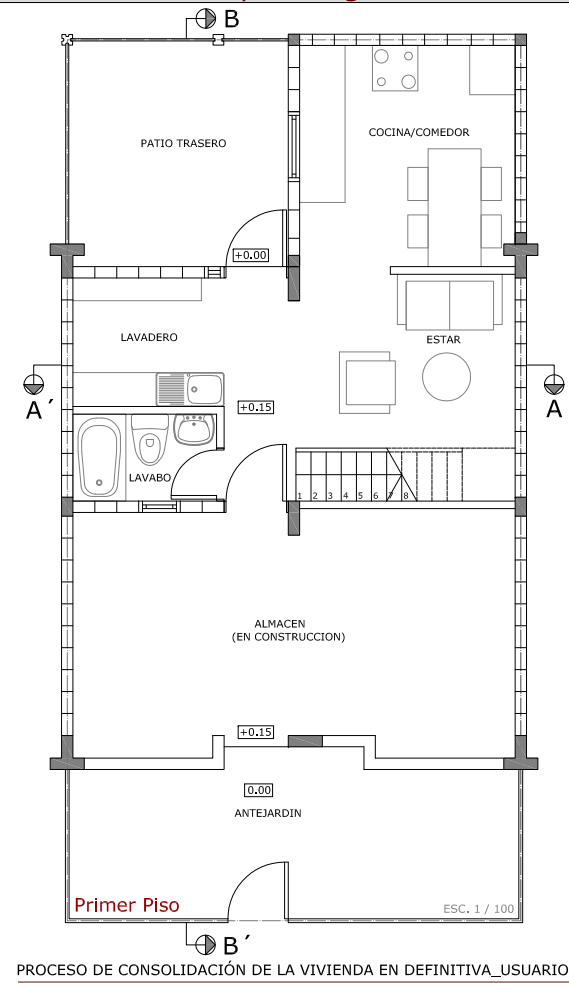 B
PATIO TRASERO
COCINA/COMEDOR
+0.00
LAVADERO
ESTAR
A´
A
+0.15
LAVABO
1 2 3 4 5 6 7 8
ALMACEN
(EN CONSTRUCCION)
+0.15
0.00
ANTEJARDIN
Primer Piso
ESC. 1 / 100
B´
PROCESO DE CONSOLIDACIÓN DE LA VIVIENDA EN DEFINITIVA_USUARIO